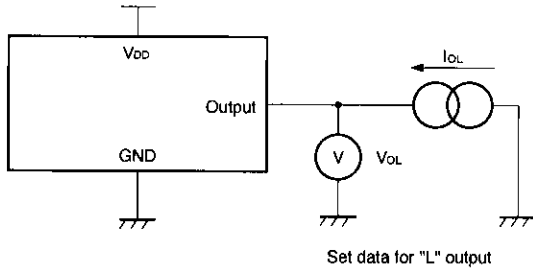 VDD
IOL
Output
GND
V
VOL
Set data for "L" output